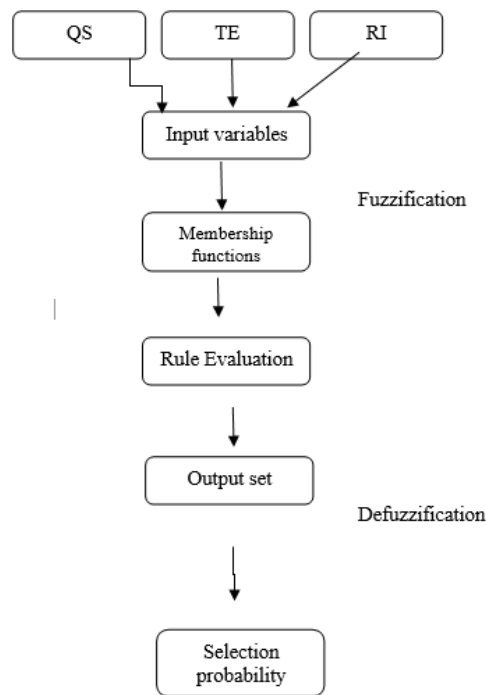 QS
TE
RI
Input variables
Fuzzification
Membership
functions
Rule Evaluation
Output set
Defuzzification
Selection
probability